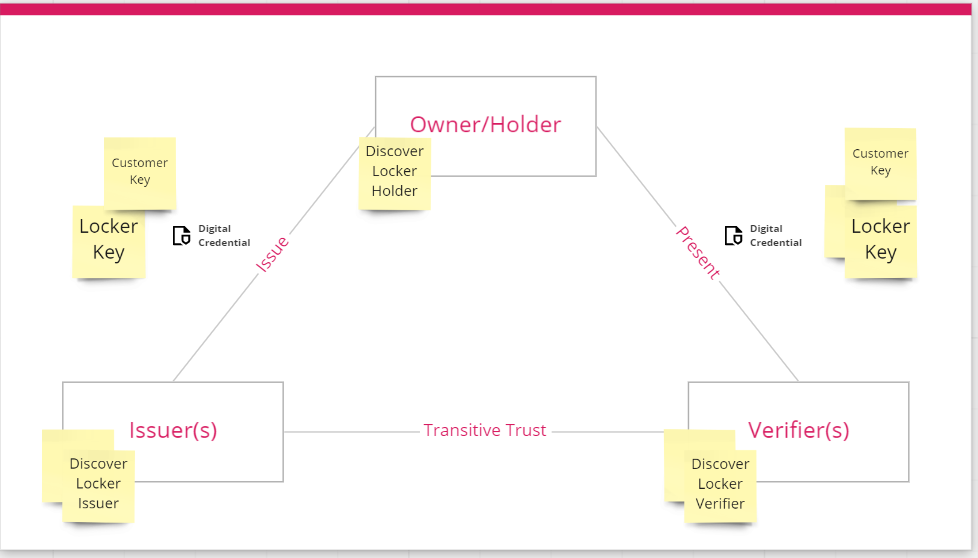 Owner/Holder
Discover
Locker
Holder
Customer
Key
Locker
Key
Digital
Credential
Issue
Present
Digital
Credential
Customer
Key
Locker
Key
Issuer(s)
Discover
Locker
Issuer
Transitive Trust
Verifier(s)
Discover
Locker
Verifier